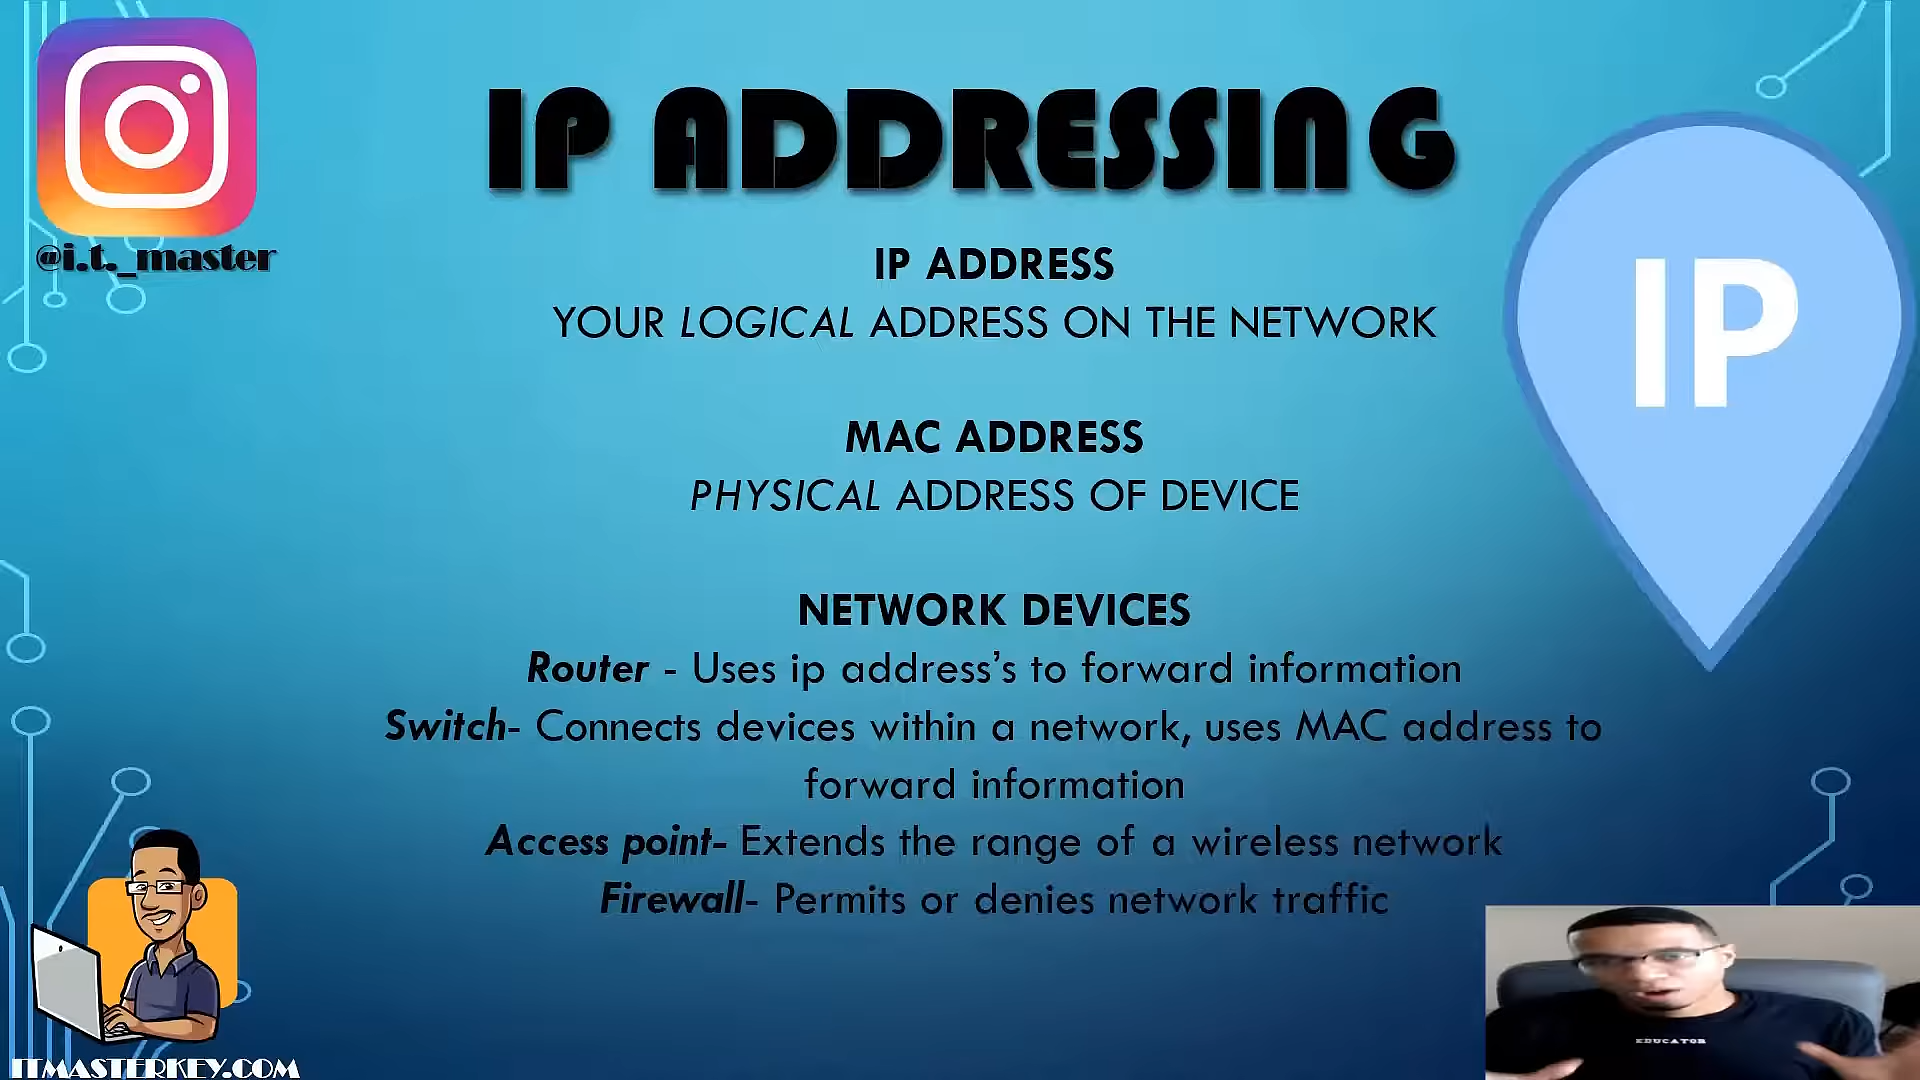 IP ADDRESSING
@i.t._master
IP ADDRESS
YOUR LOGICAL ADDRESS ON THE NETWORK
IP
MAC ADDRESS
PHYSICAL ADDRESS OF DEVICE
NETWORK DEVICES
Router - Uses ip address’s to forward information
Switch- Connects devices within a network, uses MAC address to
forward information
Access point- Extends the range of a wireless network
Firewall- Permits or denies network traffic
EDUCATOR
ITMASTERKEY.COM